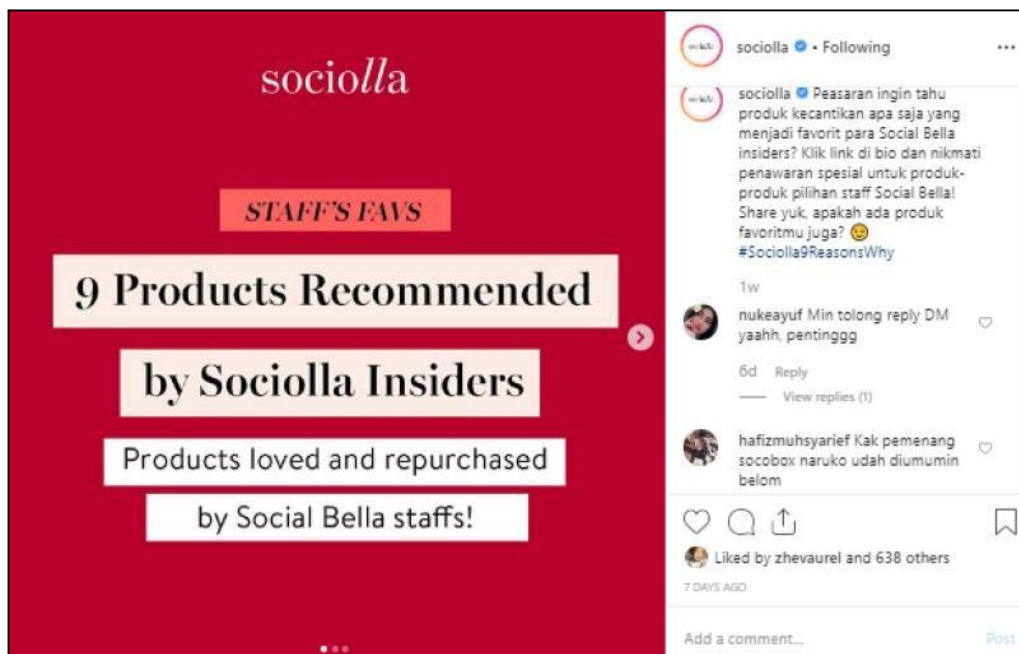 sociolla
STAFF'S FAVS
9 Products Recommended
by Sociolla Insiders
Products loved and repurchased
by Social Bella staffs!
sociolla • Following
sociolla Peasaran ingin tahu
produk kecantikan apa saja yang
menjadi favorit para Social Bella
insiders? Klik link di bio dan nikmati
penawaran spesial untuk produk-
produk pilihan staff Social Bella!
Share yuk, apakah ada produk
favoritmu juga? 😉
#Sociolla9ReasonsWhy
1w
nukeayuf Min tolong reply DM
yaahh, pentinggg
6d Reply
View replies (1)
hafizmuhsyarief Kak pemenang
socobox naruko udah diumumin
belom
Liked by zhevaurel and 638 others
7 DAYS AGO
Add a comment... Post